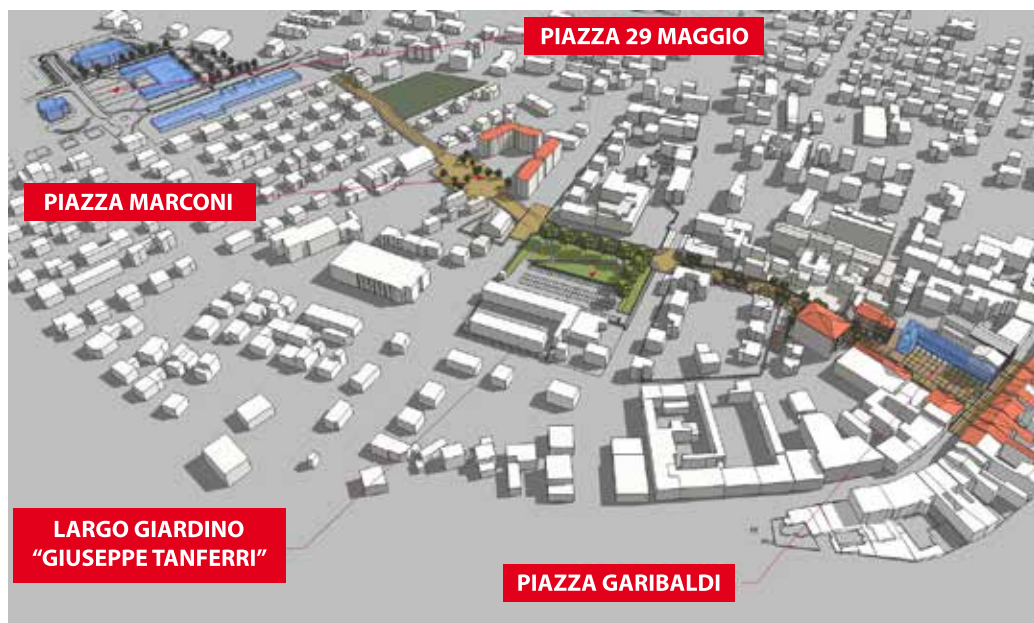 PIAZZA 29 MAGGIO
PIAZZA MARCONI
LARGO GIARDINO
“GIUSEPPE TANFERRI”
PIAZZA GARIBALDI